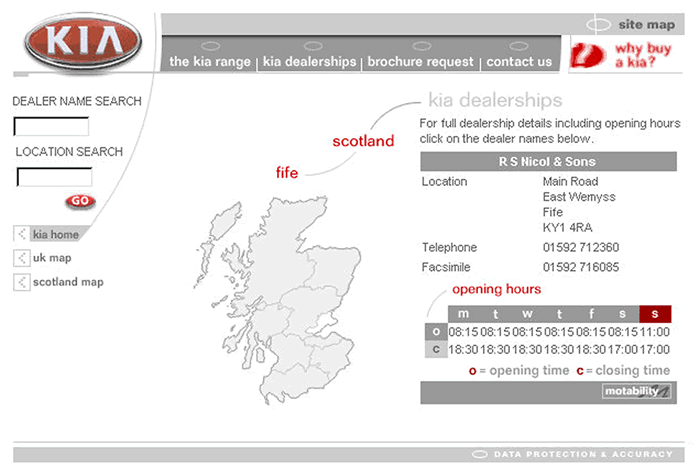 KIA
site map
the kia range
kia dealerships
brochure request
contact us
why buy
a kia?
DEALER NAME SEARCH
LOCATION SEARCH
GO
kia home
uk map
scotland map
kia dealerships
scotland
fife
For full dealership details including opening hours
click on the dealer names below.
R S Nicol & Sons
Location Main Road
East Wemyss
Fife
KY1 4RA
Telephone 01592 712360
Facsimile 01592 716085
opening hours
m t w t f s s
o 08:15 08:15 08:15 08:15 08:15 08:15 11:00
c 18:30 18:30 18:30 18:30 18:30 17:00 17:00
o = opening time c = closing time
motability
DATA PROTECTION & ACCURACY